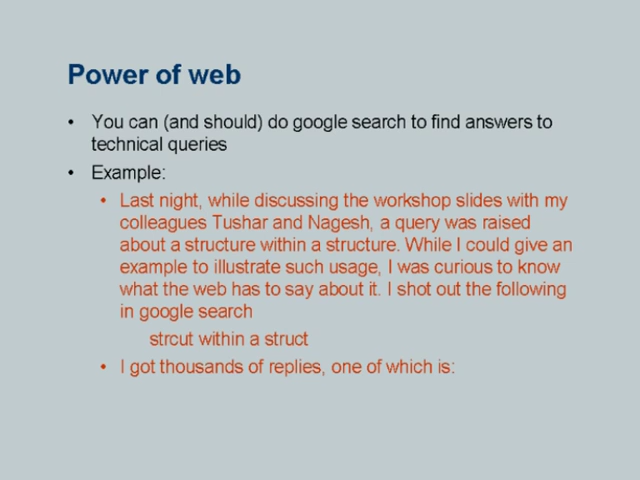 Power of web
• You can (and should) do google search to find answers to
technical queries
• Example:
• Last night, while discussing the workshop slides with my
colleagues Tushar and Nagesh, a query was raised
about a structure within a structure. While I could give an
example to illustrate such usage, I was curious to know
what the web has to say about it. I shot out the following
in google search
strcut within a struct
• I got thousands of replies, one of which is: